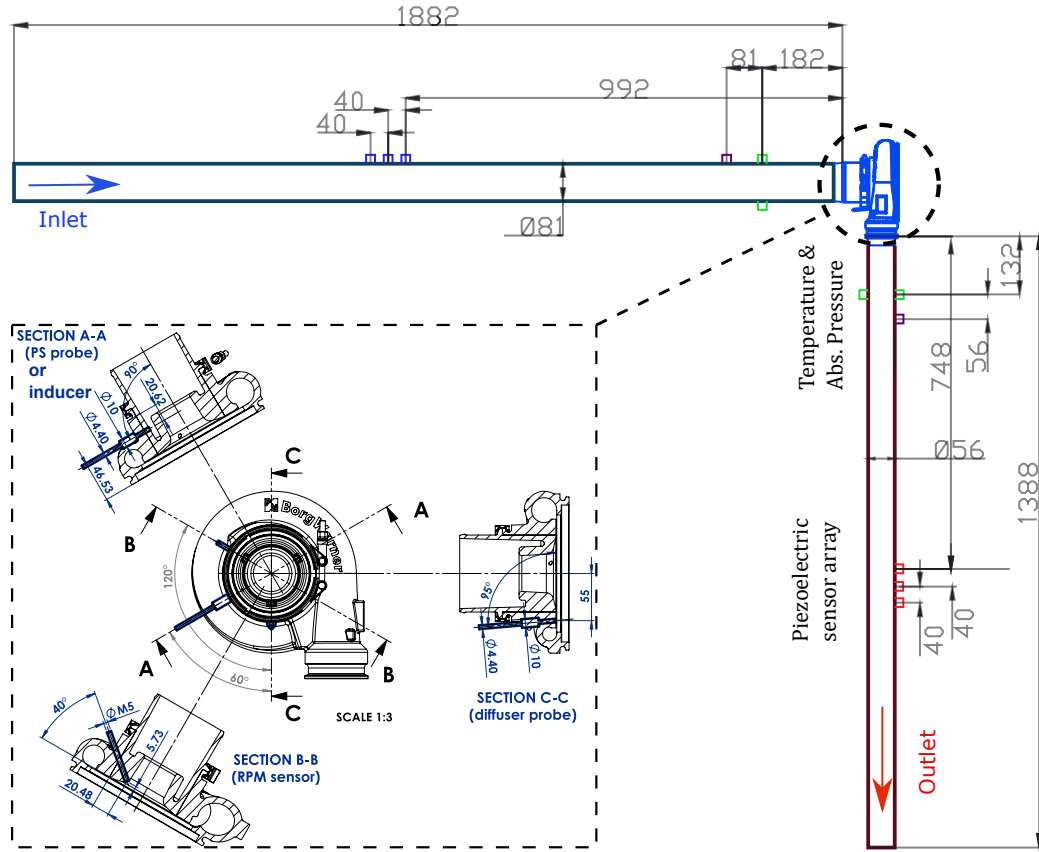 1882
81
182
992
40
40
Ø81
Inlet
Temperature &
Abs. Pressure
132
748
56
Ø56
1388
Piezoelectric
sensor array
40
40
Outlet
SECTION A-A
(PS probe)
or
inducer
90°
20.62
Ø10
Ø4.40
46.53
C
BorgWarner
A
B
120°
60°
A
B
C
SCALE 1:3
95°
55
Ø4.40
Ø10
SECTION C-C
(diffuser probe)
40°
ØM5
5.73
20.48
SECTION B-B
(RPM sensor)